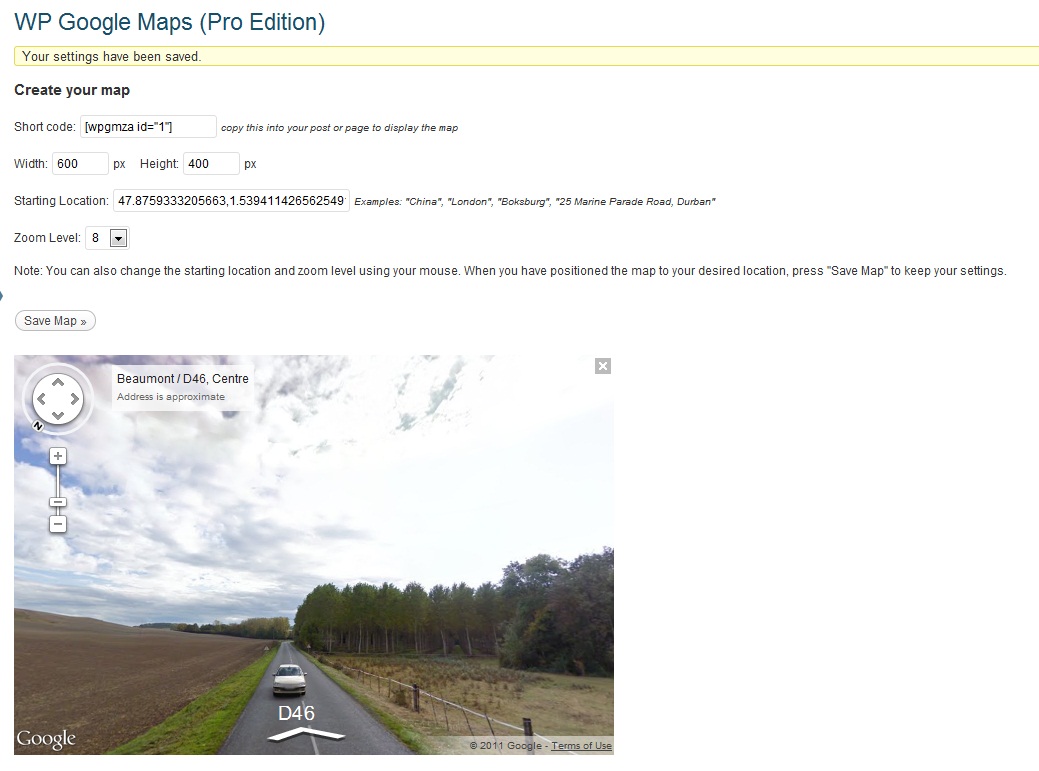 WP Google Maps (Pro Edition)
Your settings have been saved.
Create your map
Short code: [wpgmza id="1"] copy this into your post or page to display the map
Width: 600 px Height: 400 px
Starting Location: 47.8759333205663,1.539411426562549 Examples: "China", "London", "Boksburg", "25 Marine Parade Road, Durban"
Zoom Level: 8
Note: You can also change the starting location and zoom level using your mouse. When you have positioned the map to your desired location, press "Save Map" to keep your settings.
Save Map »
Beaumont / D46, Centre
Address is approximate
N
D46
Google
© 2011 Google - Terms of Use